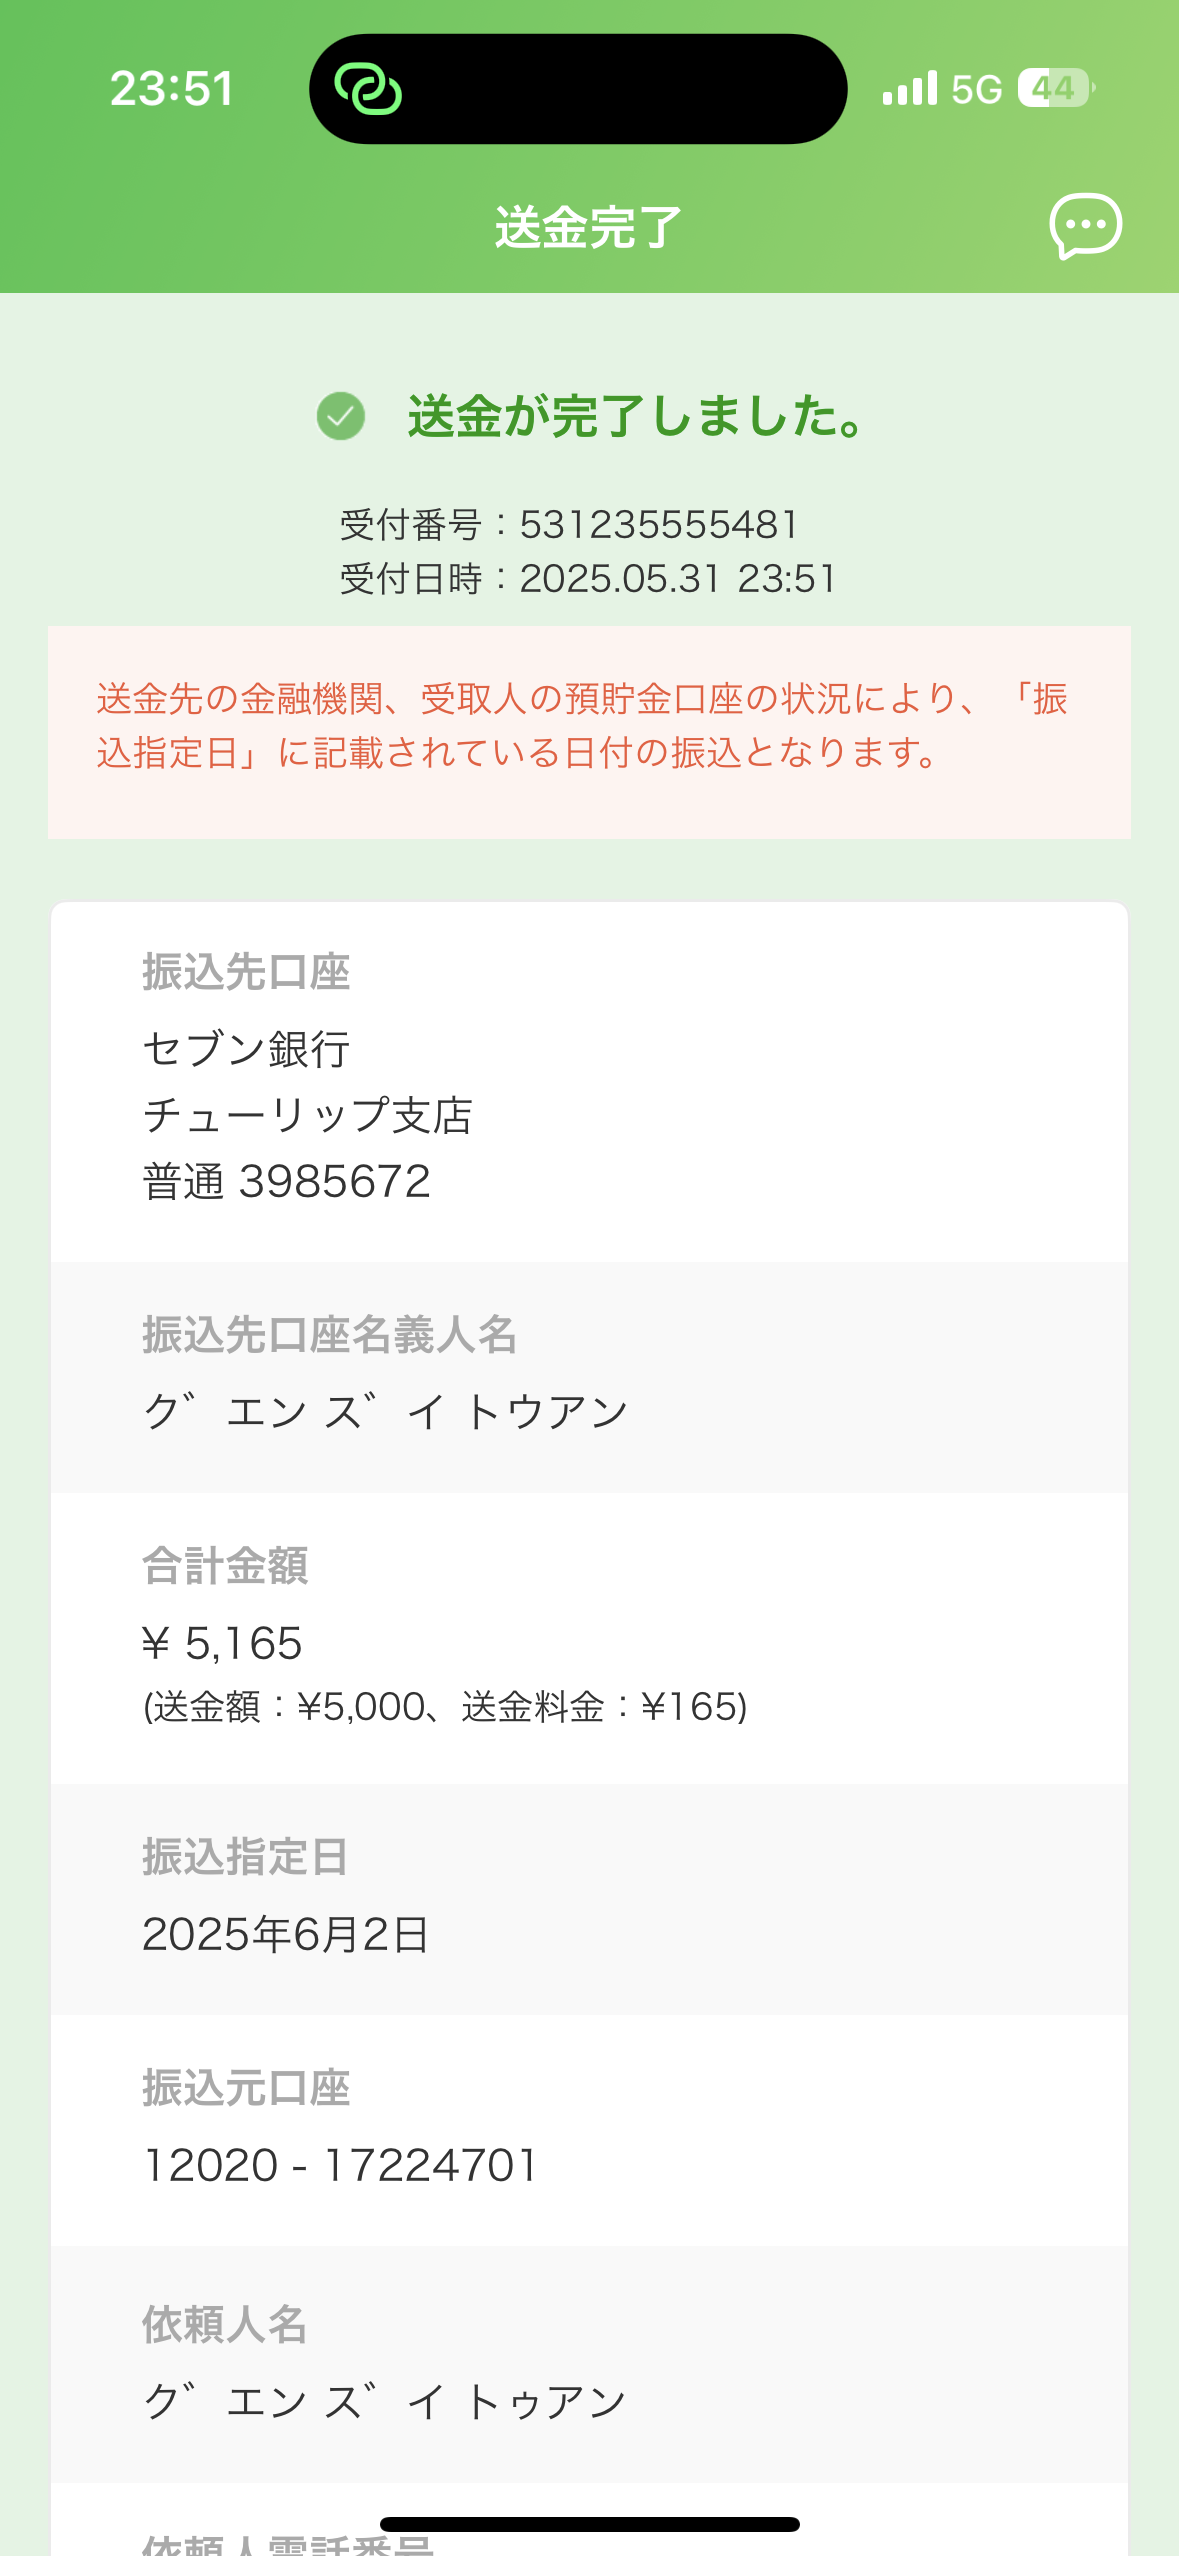 23:51
5G 44
送金完了
送金が完了しました。
受付番号：531235555481
受付日時：2025.05.31 23:51
送金先の金融機関、受取人の預貯金口座の状況により、「振
込指定日」に記載されている日付の振込となります。
振込先口座
セブン銀行
チューリップ支店
普通 3985672
振込先口座名義人名
ク゛エン ス゛イ トウアン
合計金額
¥ 5,165
(送金額：¥5,000、送金料金：¥165)
振込指定日
2025年6月2日
振込元口座
12020 - 17224701
依頼人名
ク゛エン ス゛イ トゥアン
依頼人電話番号